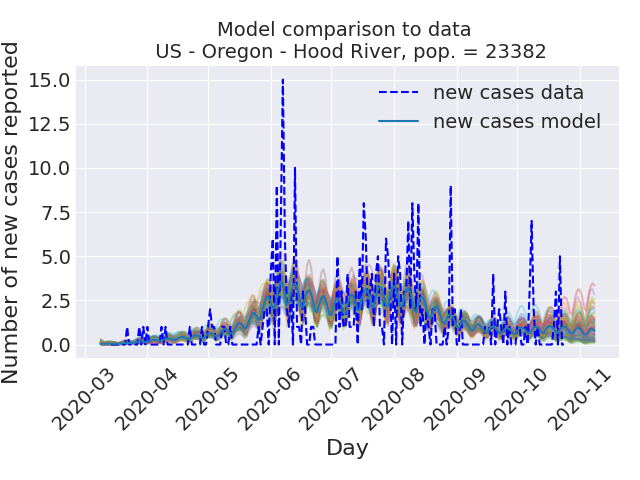 Model comparison to data
US - Oregon - Hood River, pop. = 23382
Number of new cases reported
15.0
12.5
10.0
7.5
5.0
2.5
0.0
new cases data
new cases model
2020-03
2020-04
2020-05
2020-06
2020-07
2020-08
2020-09
2020-10
2020-11
Day